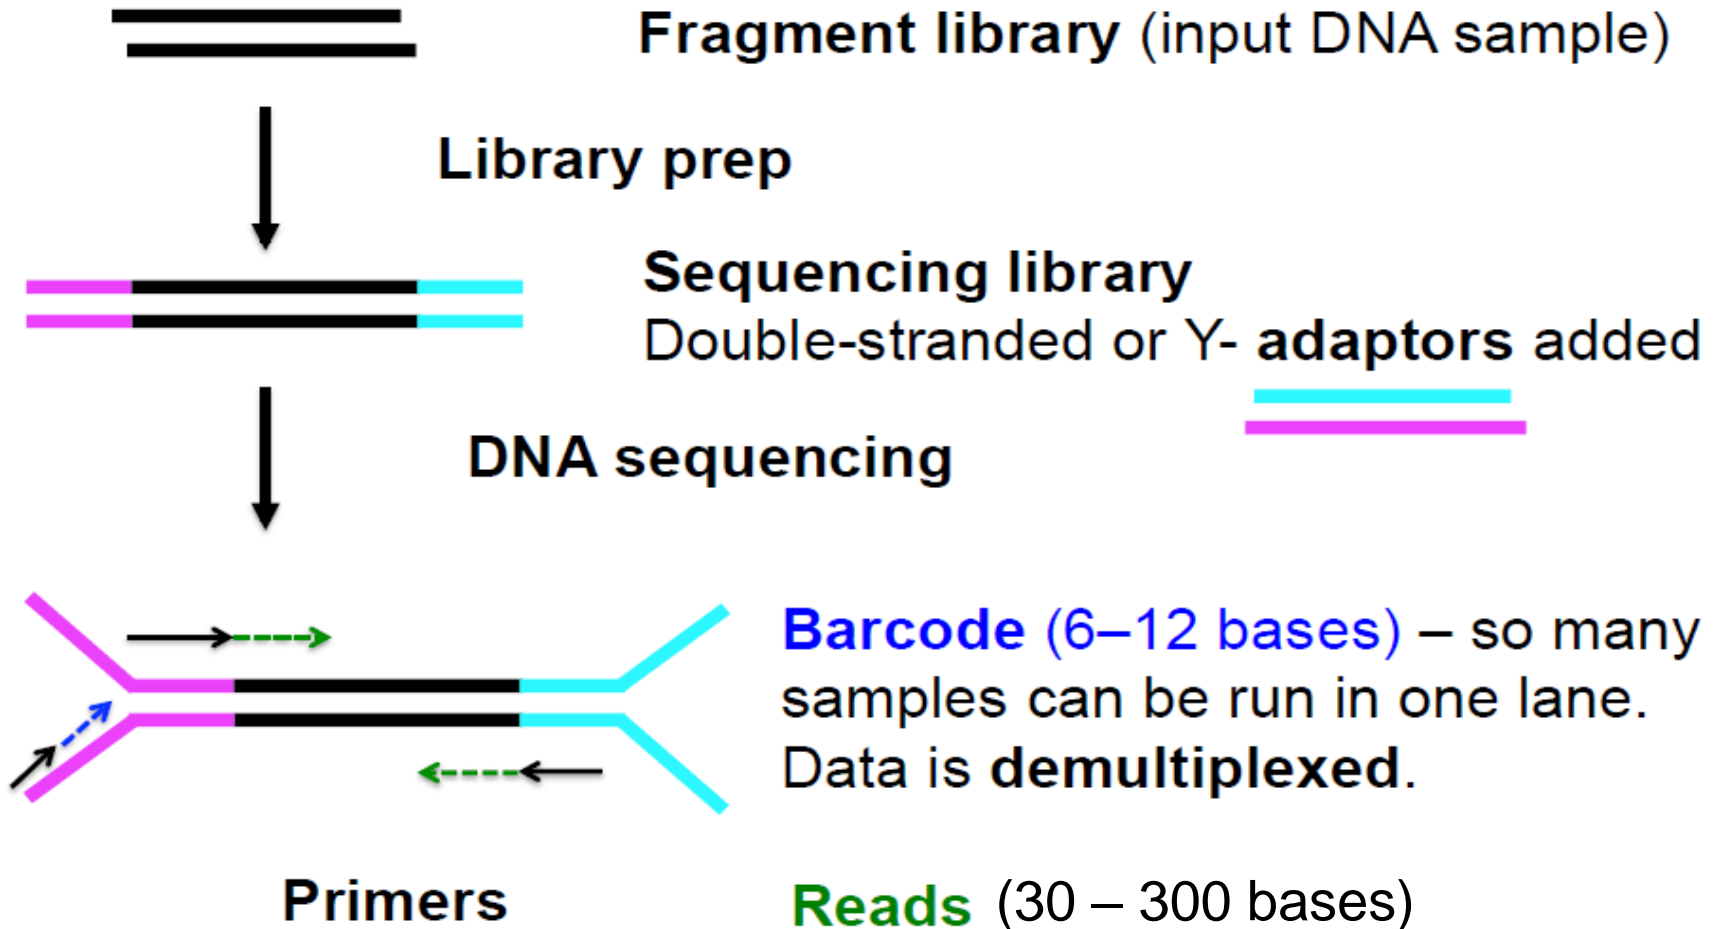 Fragment library (input DNA sample)
Library prep
Sequencing library
Double-stranded or Y- adaptors added
DNA sequencing
Barcode (6–12 bases) – so many
samples can be run in one lane.
Data is demultiplexed.
Primers
Reads (30 – 300 bases)